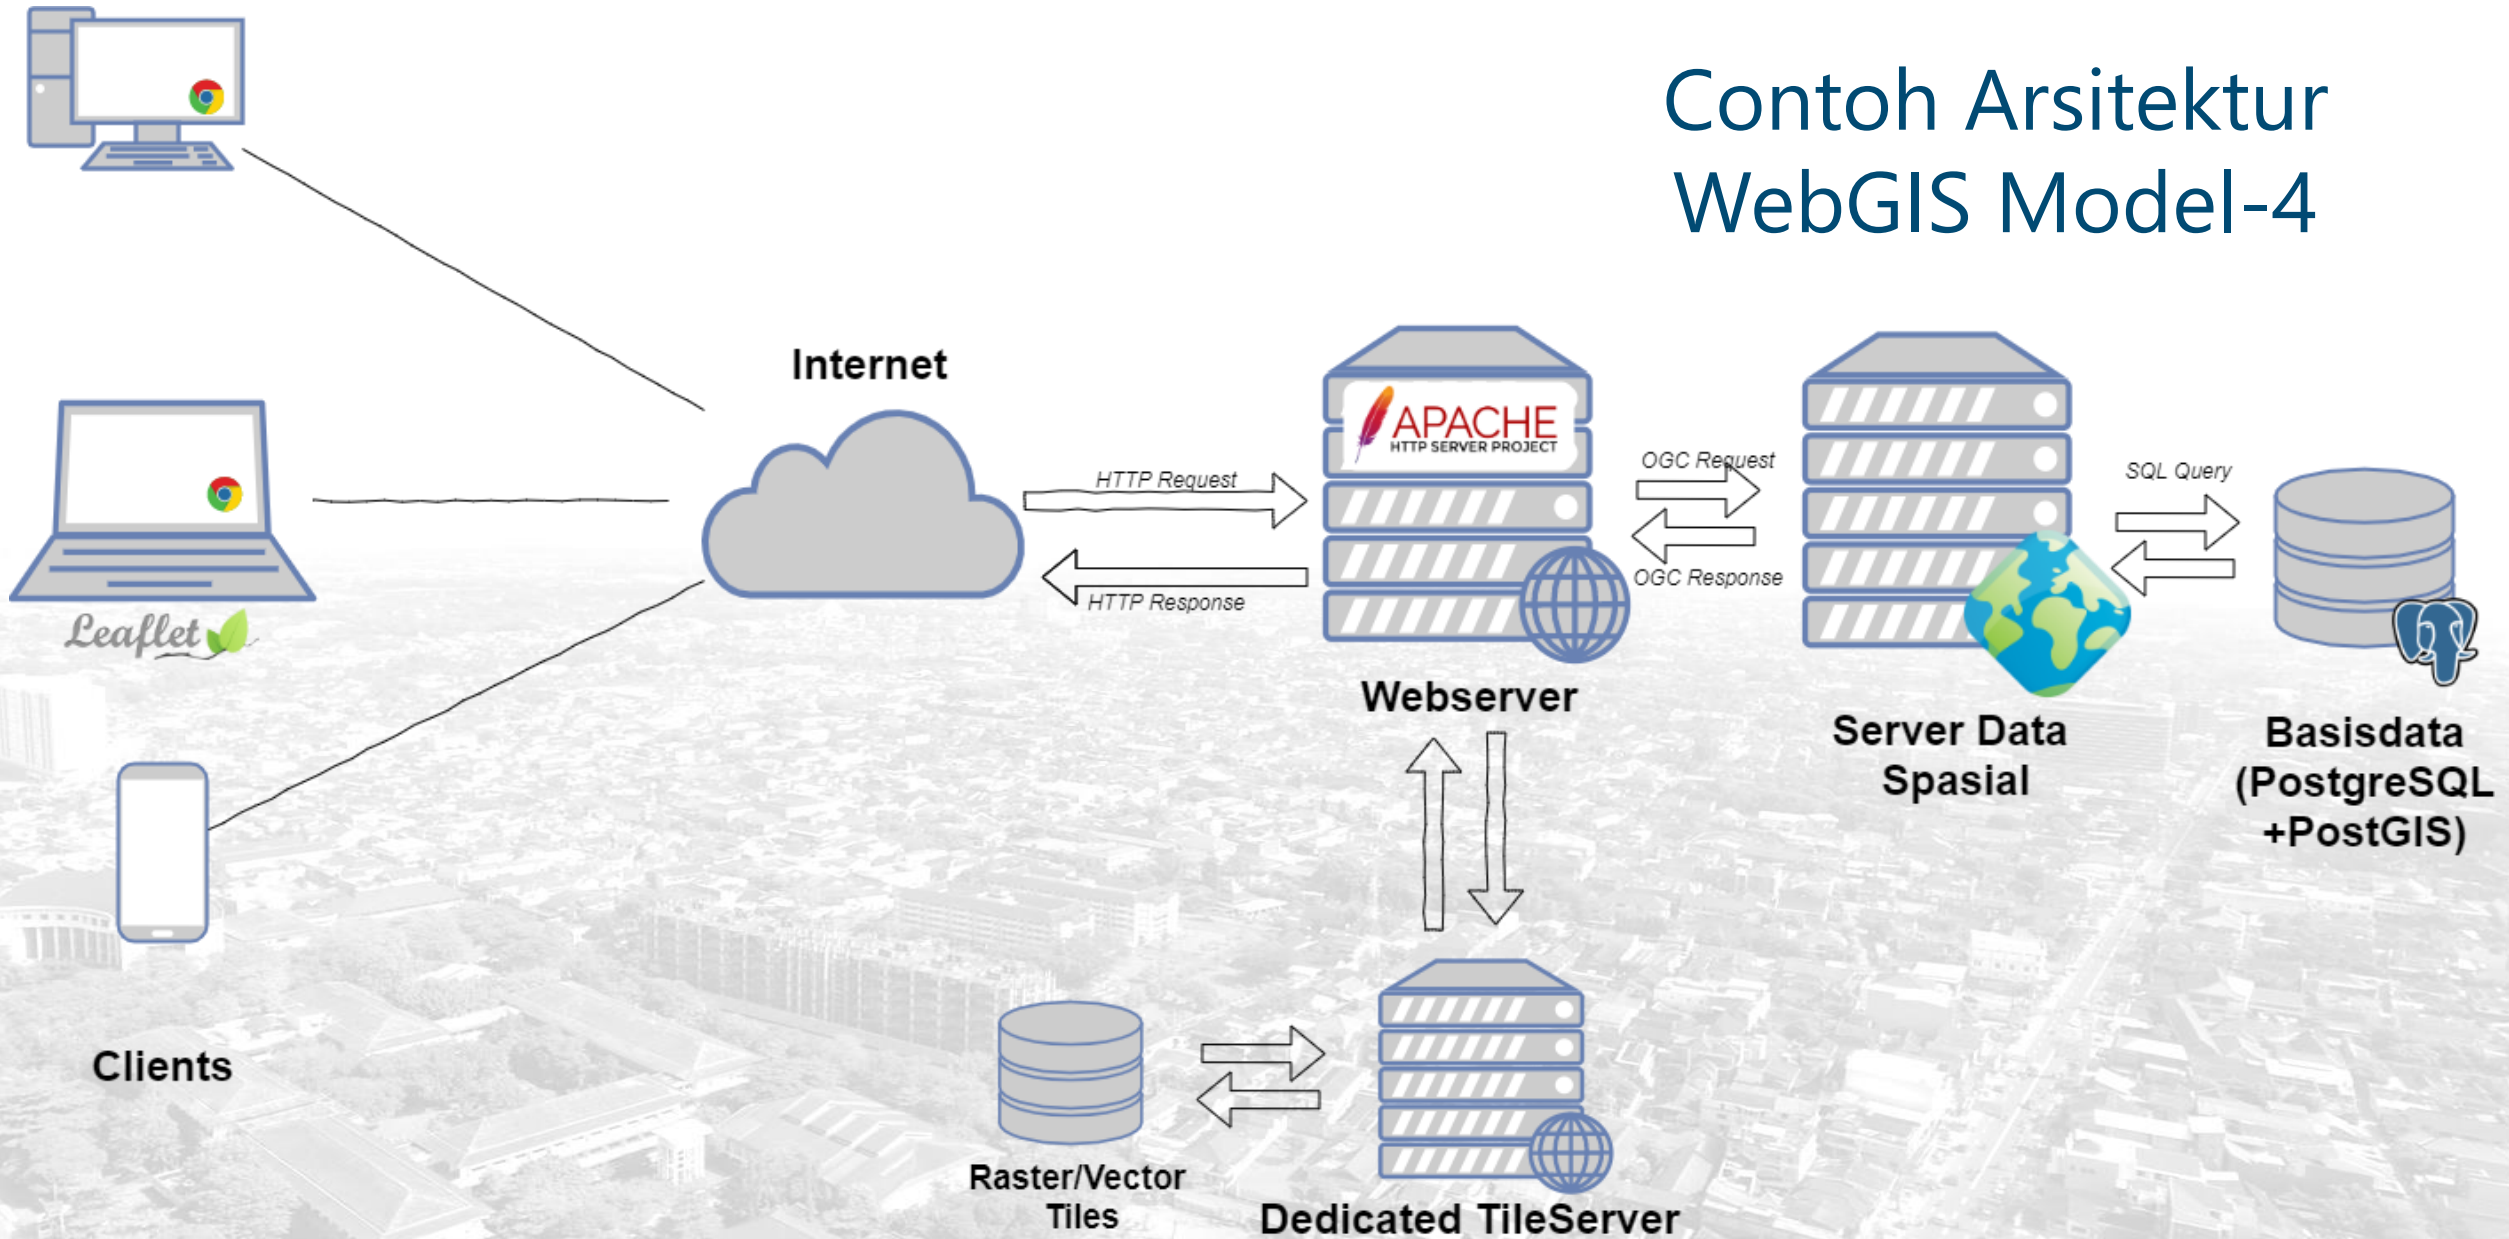 Contoh Arsitektur
WebGIS Model-4
Internet
APACHE
HTTP SERVER PROJECT
HTTP Request
HTTP Response
OGC Request
OGC Response
SQL Query
Leaflet
Webserver
Server Data
Spasial
Basisdata
(PostgreSQL
+PostGIS)
Clients
Raster/Vector
Tiles
Dedicated TileServer